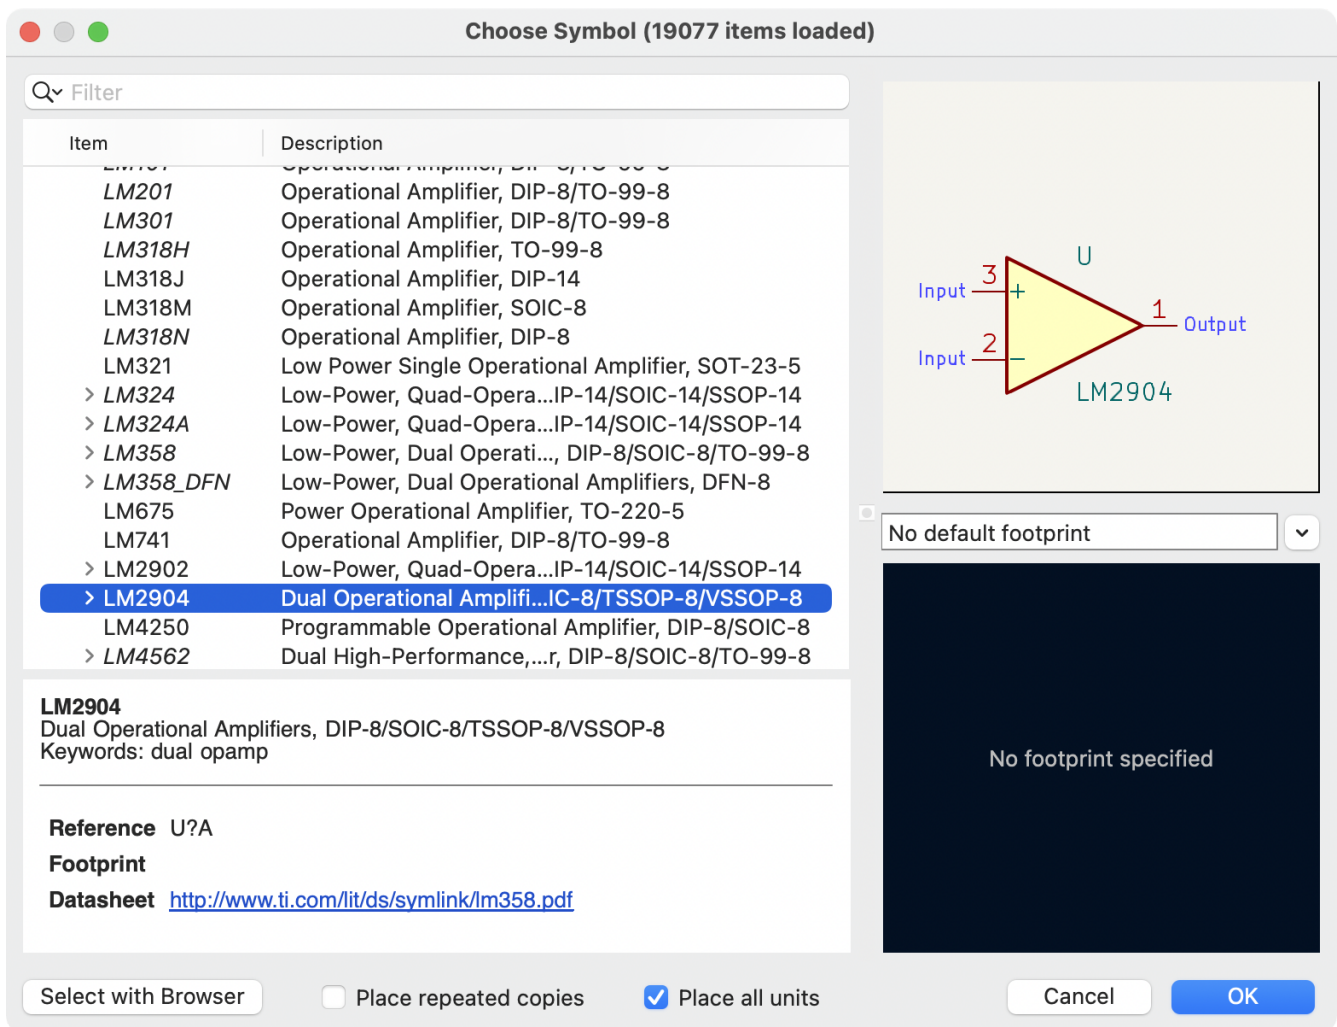 Choose Symbol (19077 items loaded)
Filter
Item Description
LM201 Operational Amplifier, DIP-8/TO-99-8
LM301 Operational Amplifier, DIP-8/TO-99-8
LM318H Operational Amplifier, TO-99-8
LM318J Operational Amplifier, DIP-14
LM318M Operational Amplifier, SOIC-8
LM318N Operational Amplifier, DIP-8
LM321 Low Power Single Operational Amplifier, SOT-23-5
LM324 Low-Power, Quad-Opera...IP-14/SOIC-14/SSOP-14
LM324A Low-Power, Quad-Opera...IP-14/SOIC-14/SSOP-14
LM358 Low-Power, Dual Operati..., DIP-8/SOIC-8/TO-99-8
LM358_DFN Low-Power, Dual Operational Amplifiers, DFN-8
LM675 Power Operational Amplifier, TO-220-5
LM741 Operational Amplifier, DIP-8/TO-99-8
LM2902 Low-Power, Quad-Opera...IP-14/SOIC-14/SSOP-14
LM2904 Dual Operational Amplifi...IC-8/TSSOP-8/VSSOP-8
LM4250 Programmable Operational Amplifier, DIP-8/SOIC-8
LM4562 Dual High-Performance,...r, DIP-8/SOIC-8/TO-99-8
LM2904
Dual Operational Amplifiers, DIP-8/SOIC-8/TSSOP-8/VSSOP-8
Keywords: dual opamp
Reference U?A
Footprint
Datasheet http://www.ti.com/lit/ds/symlink/lm358.pdf
U
Input 3 +
1 Output
Input 2 −
LM2904
No default footprint
No footprint specified
Select with Browser
Place repeated copies
Place all units
Cancel
OK